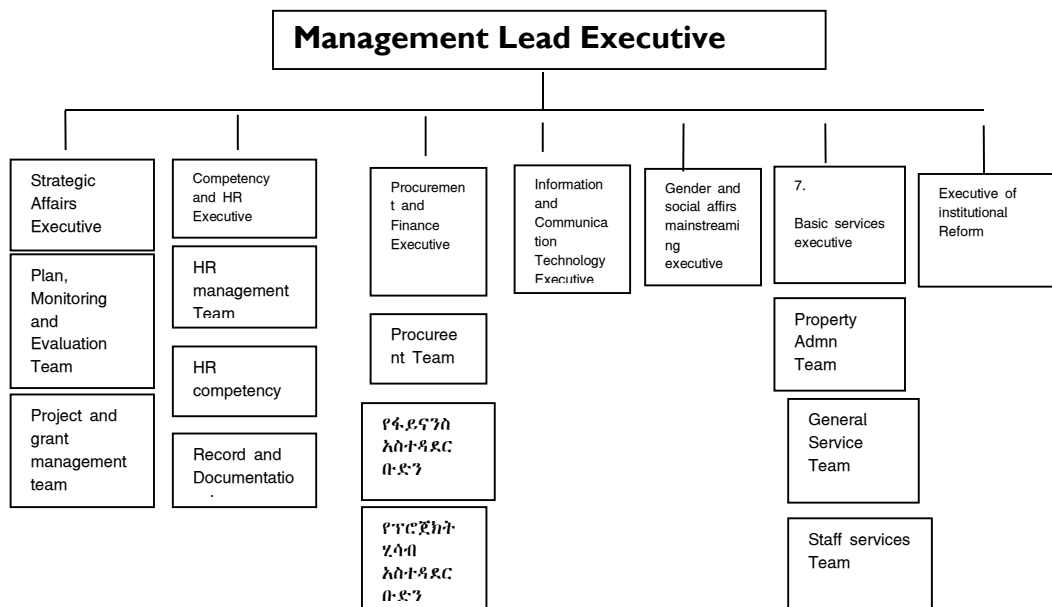 Management Lead Executive
Strategic
Affairs
Executive
Plan,
Monitoring
and
Evaluation
Team
Project and
grant
management
team
Competency
and HR
Executive
HR
management
Team
HR
competency
Record and
Documentatio
Procuremen
t and
Finance
Executive
Procuree
nt Team
የፋይናንስ
አስተዳደር
ቡድን
የፕሮጀክት
ሂሳብ
አስተዳደር
ቡድን
Information
and
Communica
tion
Technology
Executive
Gender and
social affirs
mainstreami
ng
executive
7.
Basic services
executive
Property
Admn
Team
General
Service
Team
Staff services
Team
Executive of
institutional
Reform